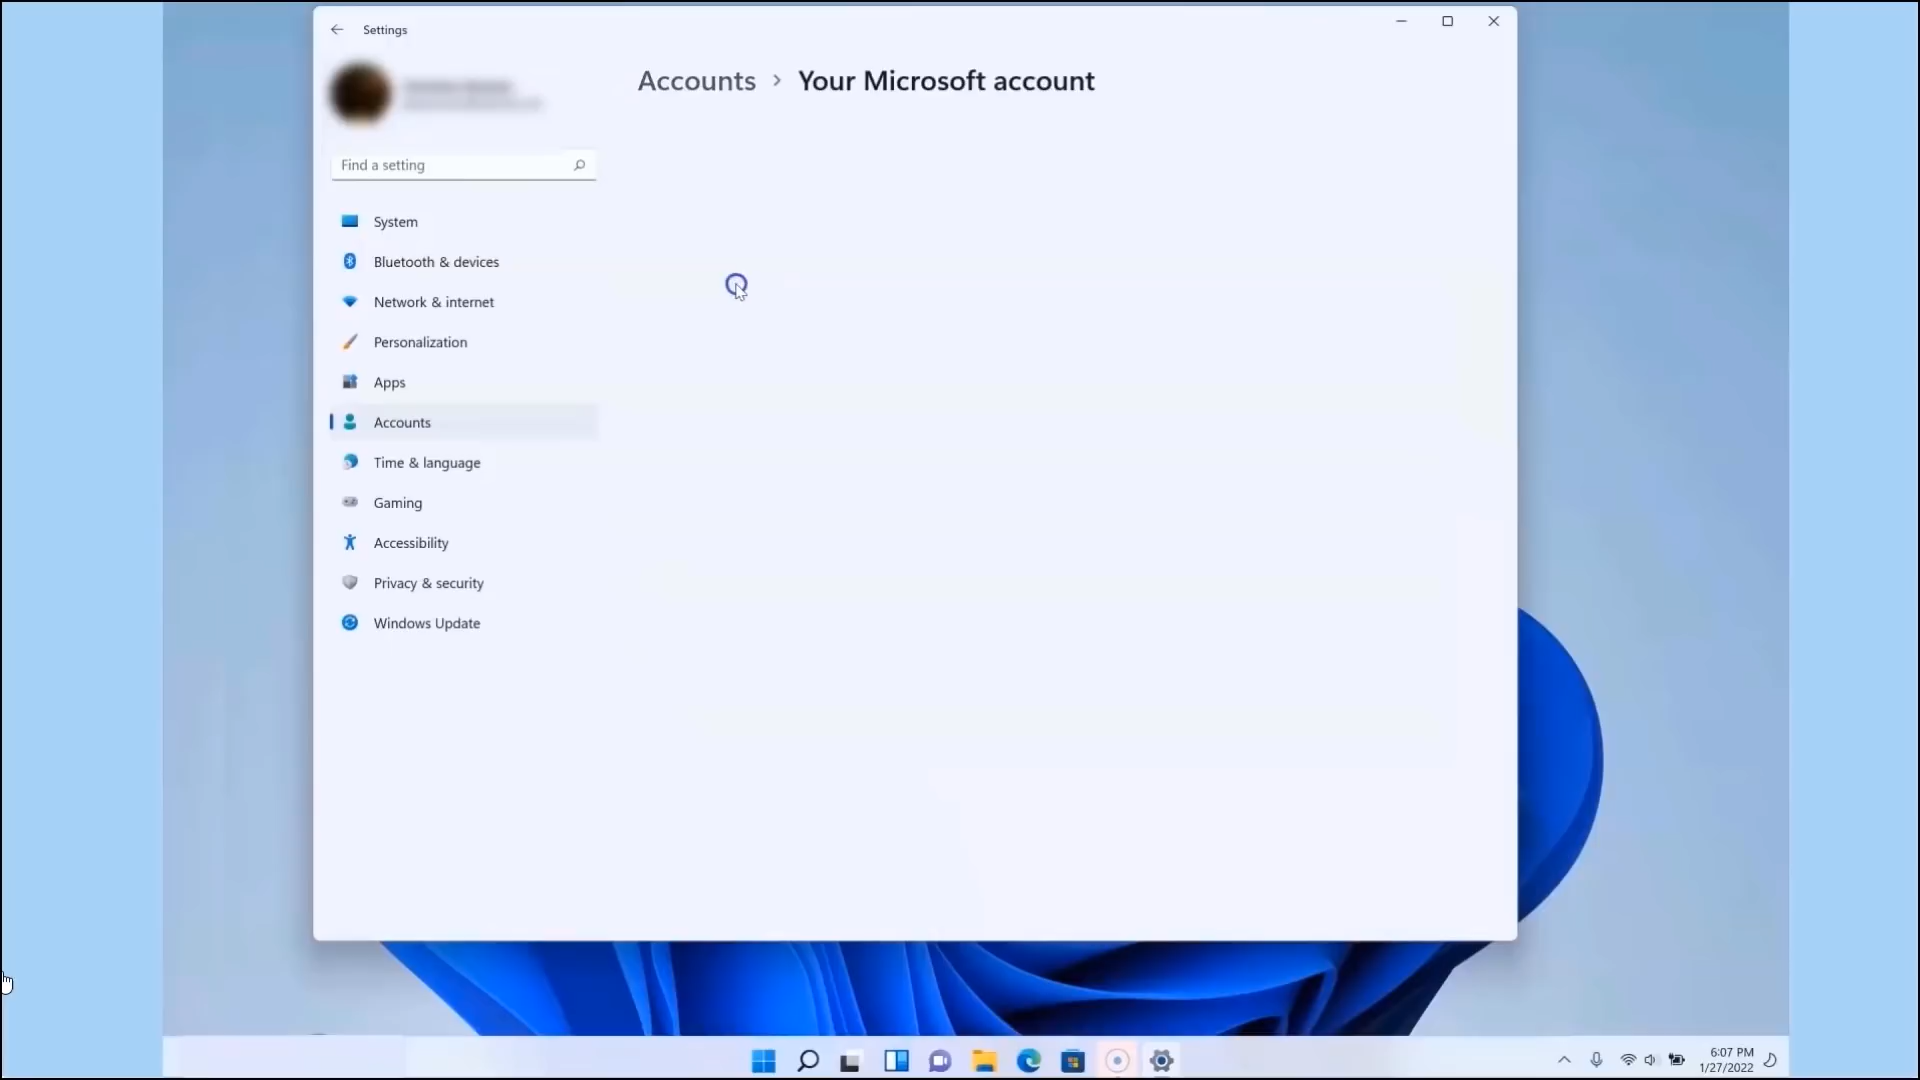 Settings
Accounts > Your Microsoft account
Find a setting
System
Bluetooth & devices
Network & internet
Personalization
Apps
Accounts
Time & language
Gaming
Accessibility
Privacy & security
Windows Update
6:07 PM
1/27/2022